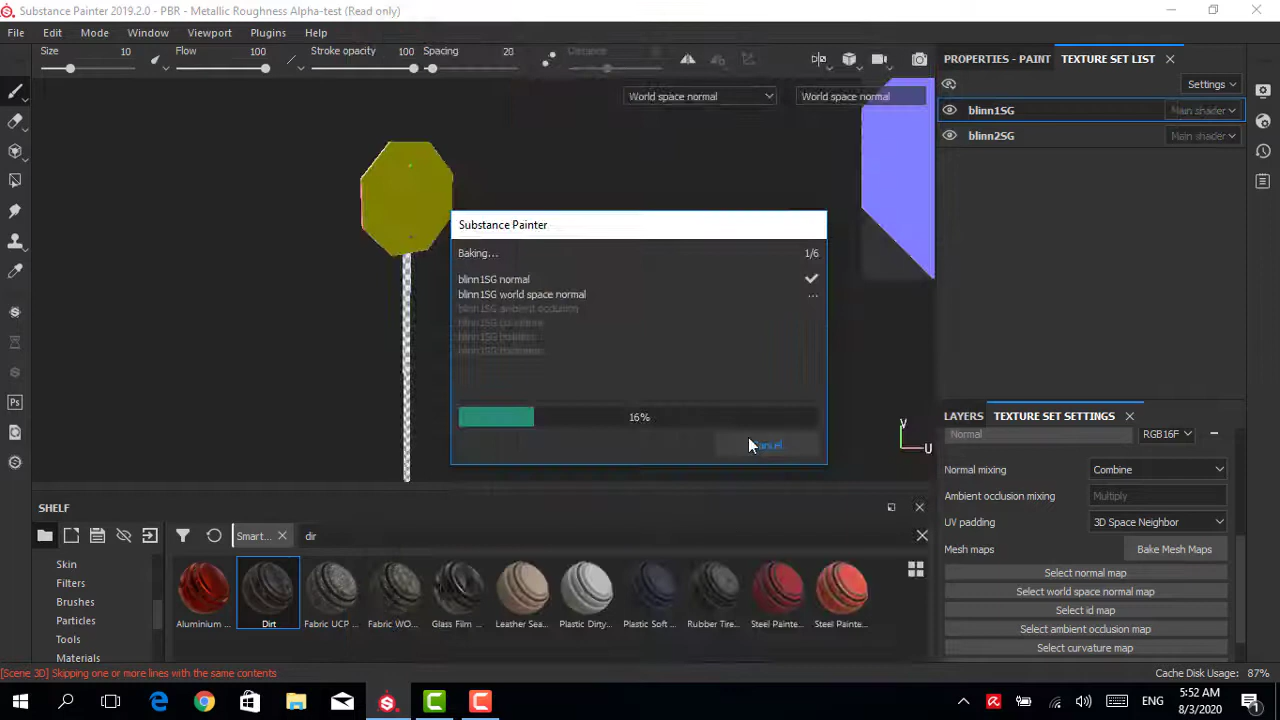 Substance Painter 2019.2.0 - PBR - Metallic Roughness Alpha-test (Read only)
File Edit Mode Window Viewport Plugins Help
Size 10 Flow 100 Stroke opacity 100 Spacing 20 Distance
PROPERTIES - PAINT TEXTURE SET LIST
Settings
World space normal World space normal
blinn1SG Main shader
blinn2SG Main shader
Substance Painter
Baking... 1/6
blinn1SG normal
blinn1SG world space normal ...
blinn1SG ambient occlusion
blinn1SG curvature
blinn1SG position
blinn1SG thickness
16%
Cancel
V
U
LAYERS TEXTURE SET SETTINGS
Normal RGB16F
Normal mixing Combine
Ambient occlusion mixing Multiply
UV padding 3D Space Neighbor
Mesh maps Bake Mesh Maps
Select normal map
Select world space normal map
Select id map
Select ambient occlusion map
Select curvature map
SHELF
Smart... dir
Skin
Filters
Brushes
Particles
Tools
Materials
Aluminium ... Dirt Fabric UCP ... Fabric WO... Glass Film ... Leather Sea... Plastic Dirty... Plastic Soft ... Rubber Tire... Steel Painte... Steel Painte...
[Scene 3D] Skipping one or more lines with the same contents
Cache Disk Usage: 87%
Ps
ENG
5:52 AM
8/3/2020
1